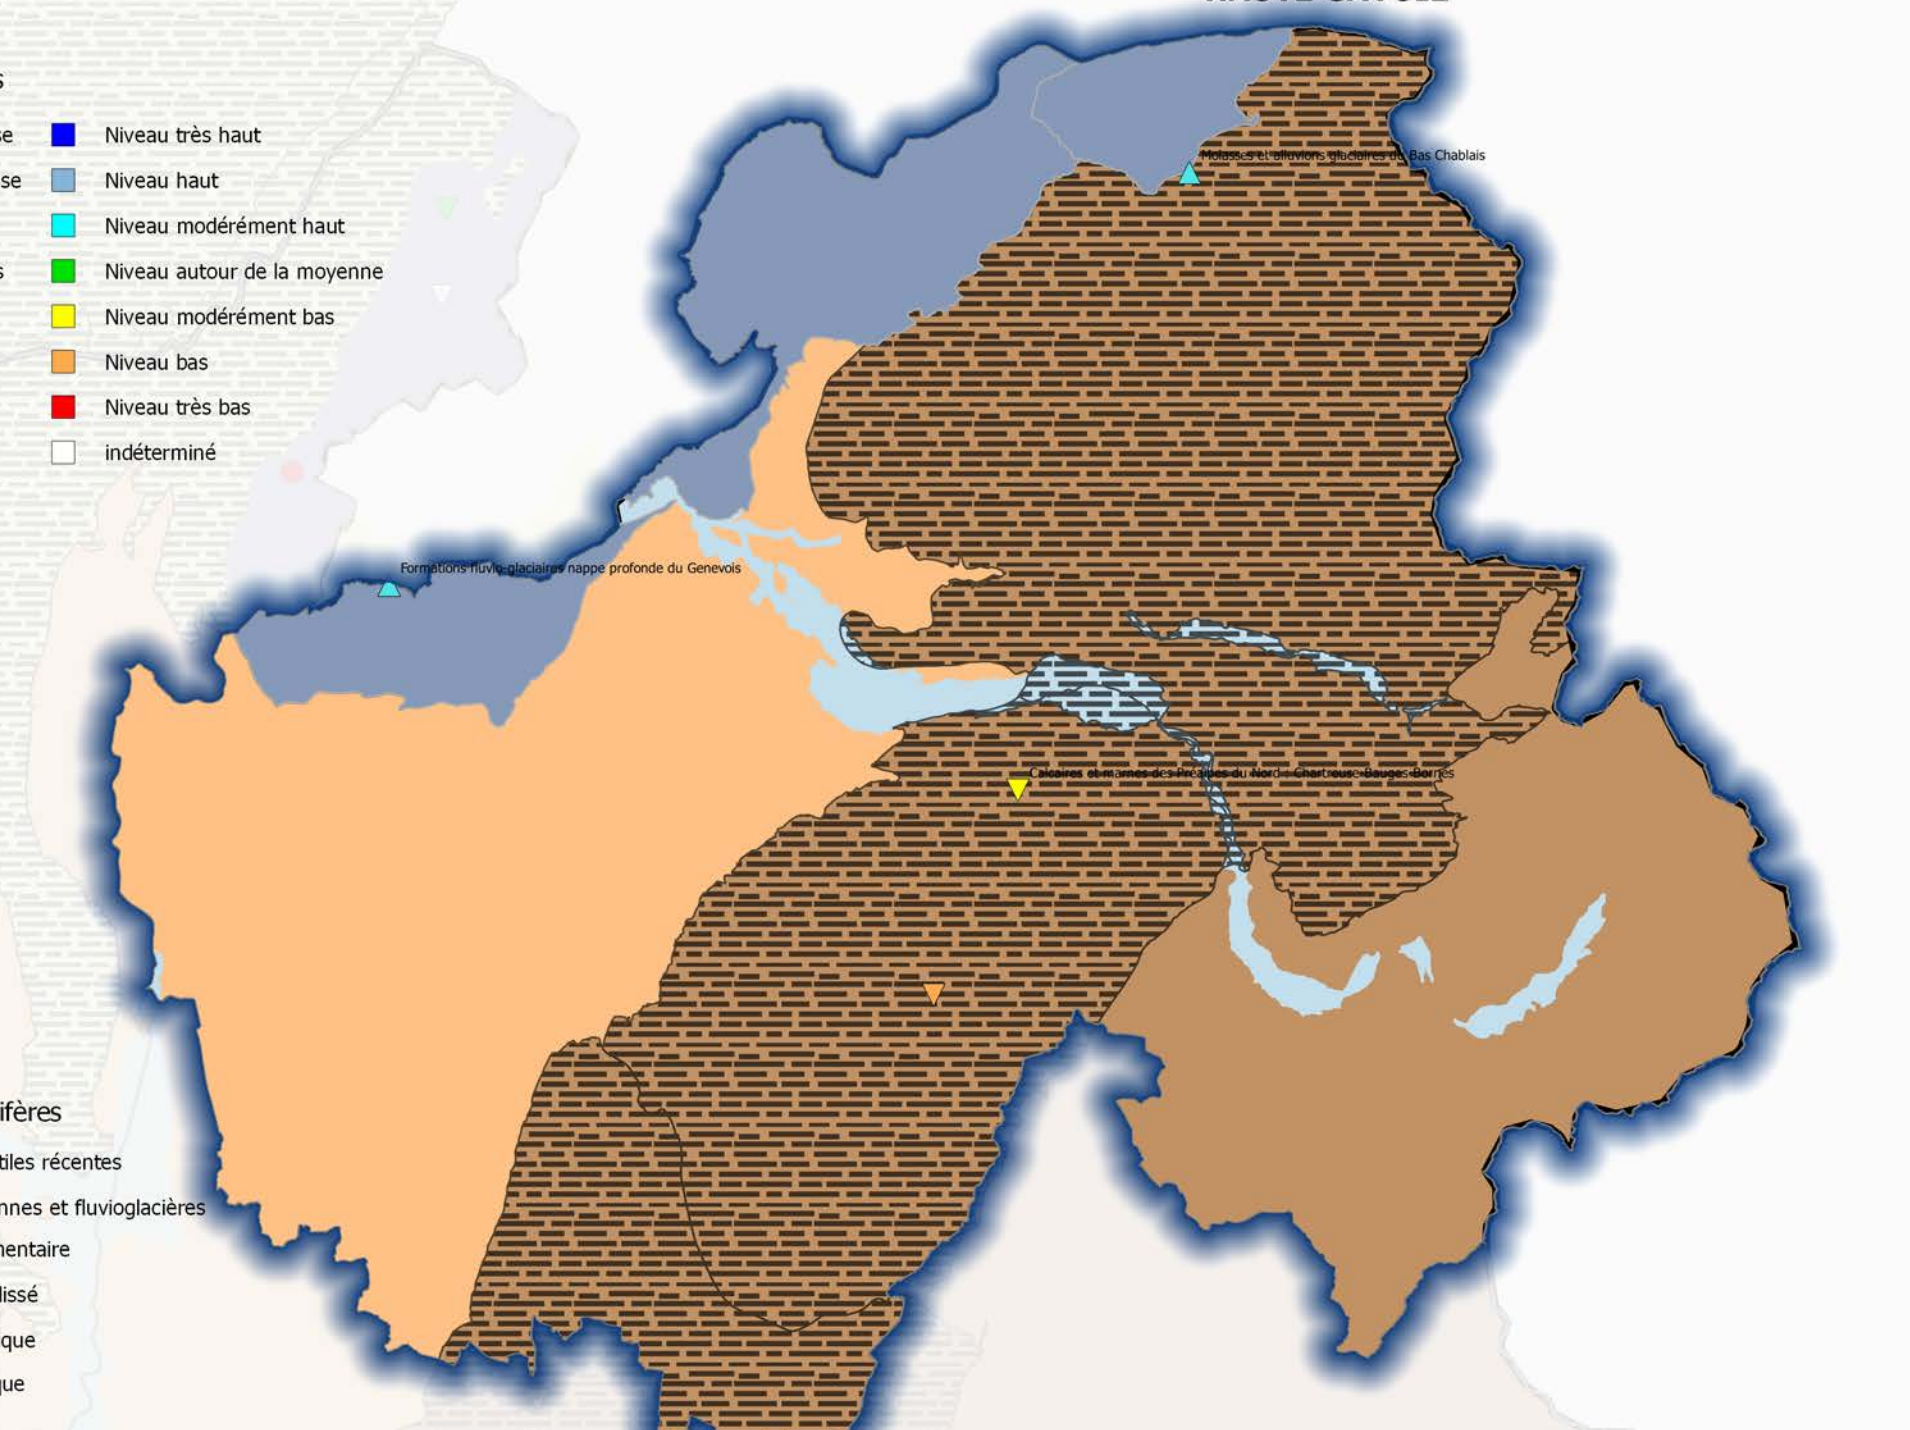 Niveau très haut
Niveau haut
Niveau modérément haut
Niveau autour de la moyenne
Niveau modérément bas
Niveau bas
Niveau très bas
indéterminé
Molasses et alluvions glaciaires du Bas Chablais
Formations fluvio-glaciaires nappe profonde du Genevois
Calcaires et marnes des Préalpes du Nord : Chartreuse-Bauges-Bornes
ifères
tiles récentes
nnes et fluvioglacières
entaire
lissé
que